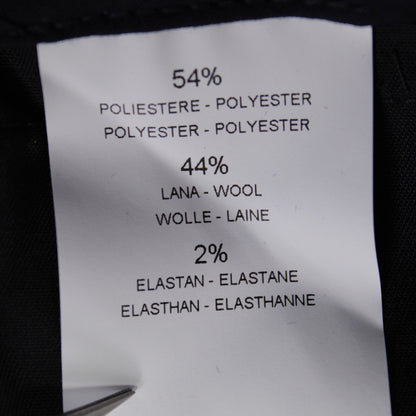 54%
POLIESTERE - POLYESTER
POLYESTER - POLYESTER
44%
LANA - WOOL
WOLLE - LAINE
2%
ELASTAN - ELASTANE
ELASTHAN - ELASTHANNE